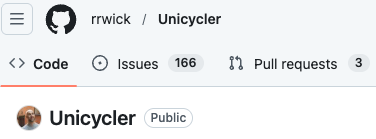 rrwick / Unicycler
Code Issues 166 Pull requests 3
Unicycler Public